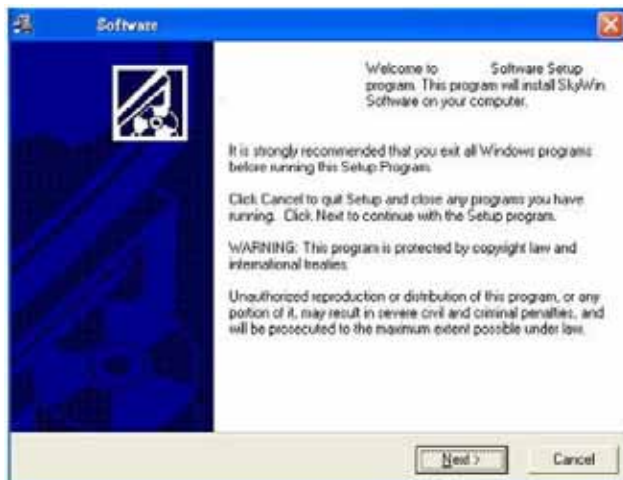 Software
Welcome to Software Setup
program. This program will install SkyWin
Software on your computer.
It is strongly recommended that you exit all Windows programs
before running this Setup Program.
Click Cancel to quit Setup and close any programs you have
running. Click Next to continue with the Setup program.
WARNING: This program is protected by copyright law and
international treaties.
Unauthorized reproduction or distribution of this program, or any
portion of it, may result in severe civil and criminal penalties, and
will be prosecuted to the maximum extent possible under law.
Next > Cancel